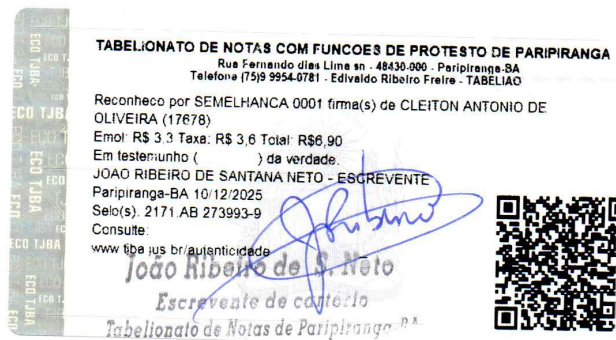 TABELIONATO DE NOTAS COM FUNCOES DE PROTESTO DE PARIPIRANGA
Rua Fernando dias Lima sn - 48430-000 - Paripiranga-BA
Telefone (75)9 9954-0781 - Edivaldo Ribeiro Freire - TABELIAO
Reconheco por SEMELHANCA 0001 firma(s) de CLEITON ANTONIO DE
OLIVEIRA (17678)
Emol: R$ 3,3 Taxa: R$ 3,6 Total: R$6,90
Em testemunho ( ) da verdade.
JOAO RIBEIRO DE SANTANA NETO - ESCREVENTE
Paripiranga-BA 10/12/2025
Selo(s): 2171.AB 273993-9
Consulte:
www tjba jus br/autenticidade
João Ribeiro de S. Neto
Escrevente de cartório
Tabelionato de Notas de Paripiranga-BA
ECO TJBA